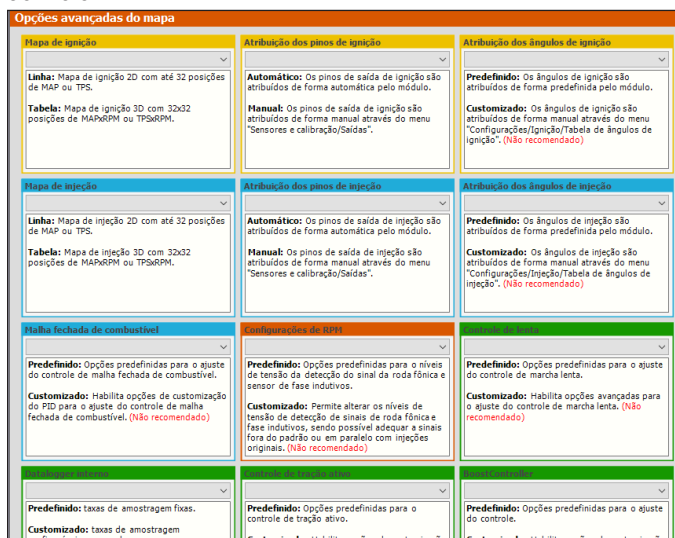 Opções avançadas do mapa
Mapa de ignição
Linha: Mapa de ignição 2D com até 32 posições
de MAP ou TPS.
Tabela: Mapa de ignição 3D com 32x32
posições de MAPxRPM ou TPSxRPM.
Atribuição dos pinos de ignição
Automático: Os pinos de saída de ignição são
atribuídos de forma automática pelo módulo.
Manual: Os pinos de saída de ignição são
atribuídos de forma manual através do menu
"Sensores e calibração/Saídas".
Atribuição dos ângulos de ignição
Predefinido: Os ângulos de ignição são
atribuídos de forma predefinida pelo módulo.
Customizado: Os ângulos de ignição são
atribuídos de forma manual através do menu
"Configurações/Ignição/Tabela de ângulos de
ignição". (Não recomendado)
Mapa de injeção
Linha: Mapa de injeção 2D com até 32 posições
de MAP ou TPS.
Tabela: Mapa de injeção 3D com 32x32
posições de MAPxRPM ou TPSxRPM.
Atribuição dos pinos de injeção
Automático: Os pinos de saída de injeção são
atribuídos de forma automática pelo módulo.
Manual: Os pinos de saída de injeção são
atribuídos de forma manual através do menu
"Sensores e calibração/Saídas".
Atribuição dos ângulos de injeção
Predefinido: Os ângulos de injeção são
atribuídos de forma predefinida pelo módulo.
Customizado: Os ângulos de injeção são
atribuídos de forma manual através do menu
"Configurações/Injeção/Tabela de ângulos de
injeção". (Não recomendado)
Malha fechada de combustível
Predefinido: Opções predefinidas para o ajuste
do controle de malha fechada de combustível.
Customizado: Habilita opções de customização
do PID para o ajuste do controle de malha
fechada de combustível. (Não recomendado)
Configurações de RPM
Predefinido: Opções predefinidas para o níveis
de tensão da detecção do sinal da roda fônica e
sensor de fase indutivos.
Customizado: Permite alterar os níveis de
tensão de detecção de sinais de roda fônica e
fase indutivos, sendo possível adequar a sinais
fora do padrão ou em paralelo com injeções
originais. (Não recomendado)
Controle de lenta
Predefinido: Opções predefinidas para o ajuste
do controle de marcha lenta.
Customizado: Habilita opções avançadas para
o ajuste do controle de marcha lenta. (Não
recomendado)
Datalogger interno
Predefinido: taxas de amostragem fixas.
Customizado: taxas de amostragem
Controle de tração ativo
Predefinido: Opções predefinidas para o
controle de tração ativo.
BoostController
Predefinido: Opções predefinidas para o ajuste
do controle.